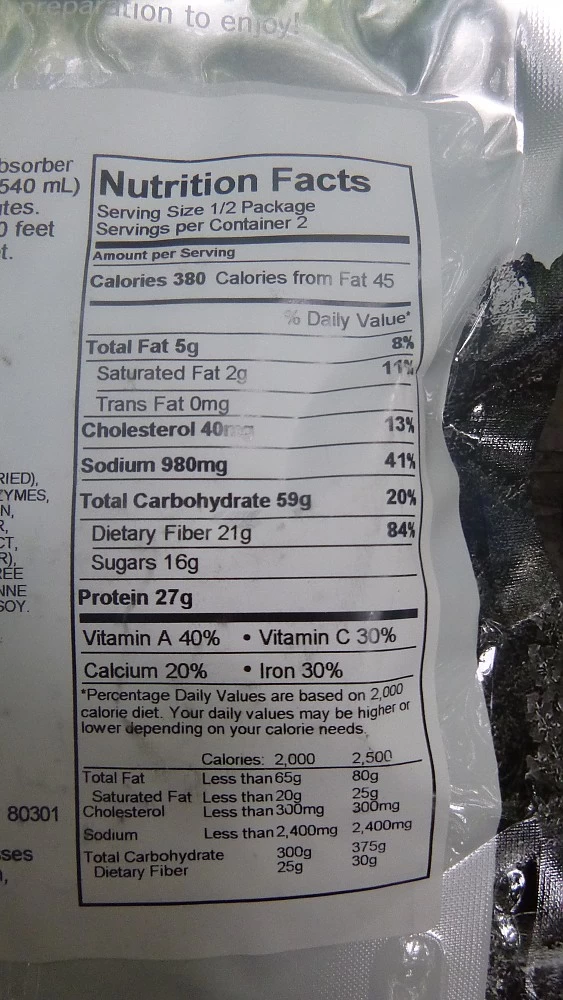 preparation to enjoy!
bsorber
540 mL)
tes.
0 feet
t.
RIED),
ZYMES,
N,
R,
CT,
R),
REE
NNE
SOY.
80301
sses
Nutrition Facts
Serving Size 1/2 Package
Servings per Container 2
Amount per Serving
Calories 380 Calories from Fat 45
% Daily Value*
Total Fat 5g 8%
Saturated Fat 2g 11%
Trans Fat 0mg
Cholesterol 40mg 13%
Sodium 980mg 41%
Total Carbohydrate 59g 20%
Dietary Fiber 21g 84%
Sugars 16g
Protein 27g
Vitamin A 40% • Vitamin C 30%
Calcium 20% • Iron 30%
*Percentage Daily Values are based on 2,000
calorie diet. Your daily values may be higher or
lower depending on your calorie needs.
Calories: 2,000 2,500
Total Fat Less than 65g 80g
Saturated Fat Less than 20g 25g
Cholesterol Less than 300mg 300mg
Sodium Less than 2,400mg 2,400mg
Total Carbohydrate 300g 375g
Dietary Fiber 25g 30g